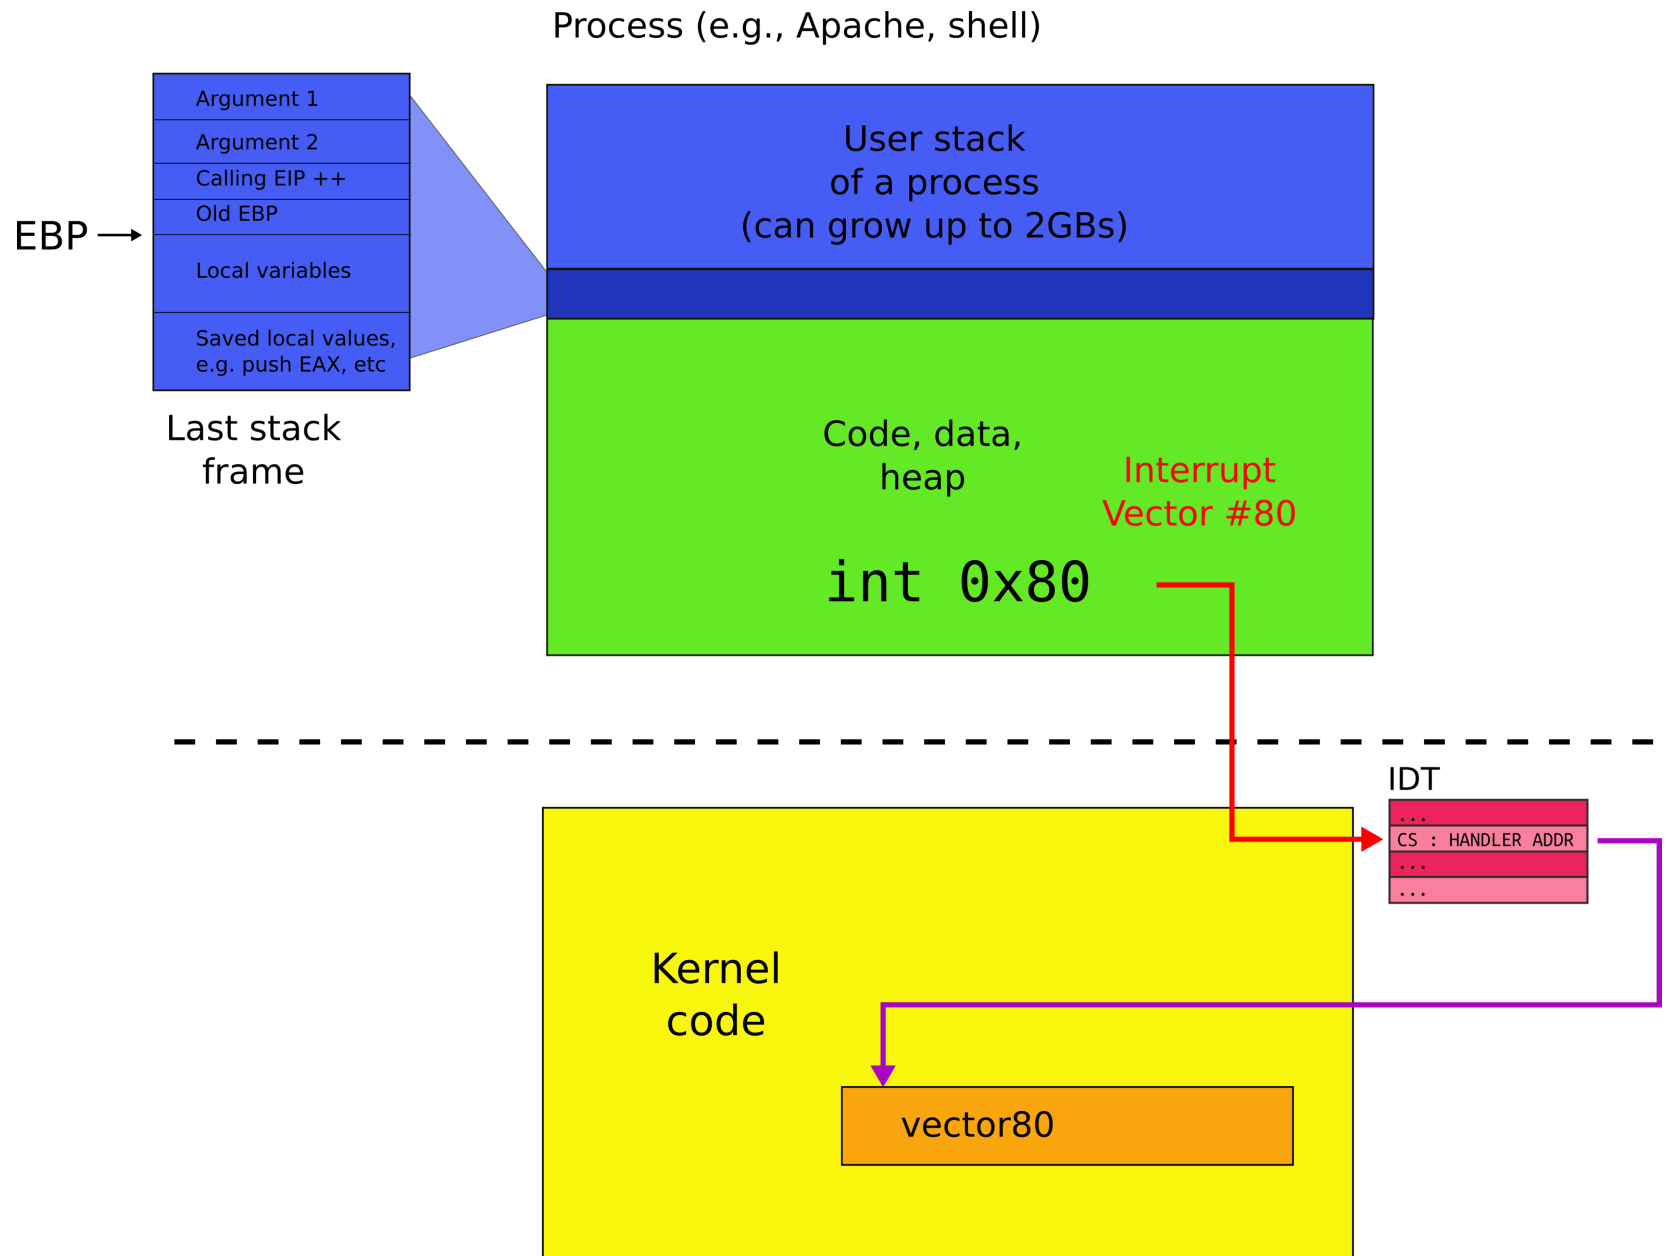 Process (e.g., Apache, shell)
Argument 1
Argument 2
Calling EIP ++
Old EBP
EBP
Local variables
Saved local values,
e.g. push EAX, etc
Last stack
frame
User stack
of a process
(can grow up to 2GBs)
Code, data,
heap
Interrupt
Vector #80
int 0x80
IDT
...
CS : HANDLER ADDR
...
...
Kernel
code
vector80